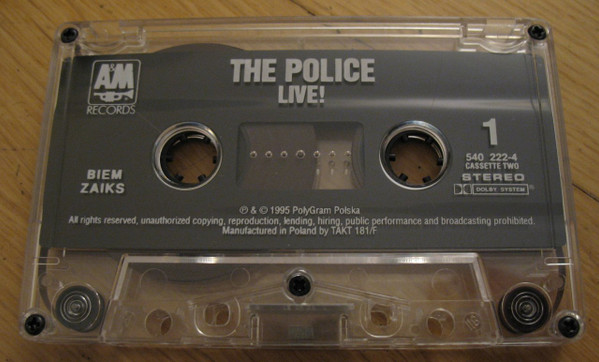 A&M
RECORDS
THE POLICE
LIVE!
1
540 222-4
CASSETTE TWO
STEREO
DOLBY SYSTEM ®
BIEM
ZAIKS
℗ & © 1995 PolyGram Polska
All rights reserved, unauthorized copying, reproduction, lending, hiring, public performance and broadcasting prohibited.
Manufactured in Poland by TAKT 181/F